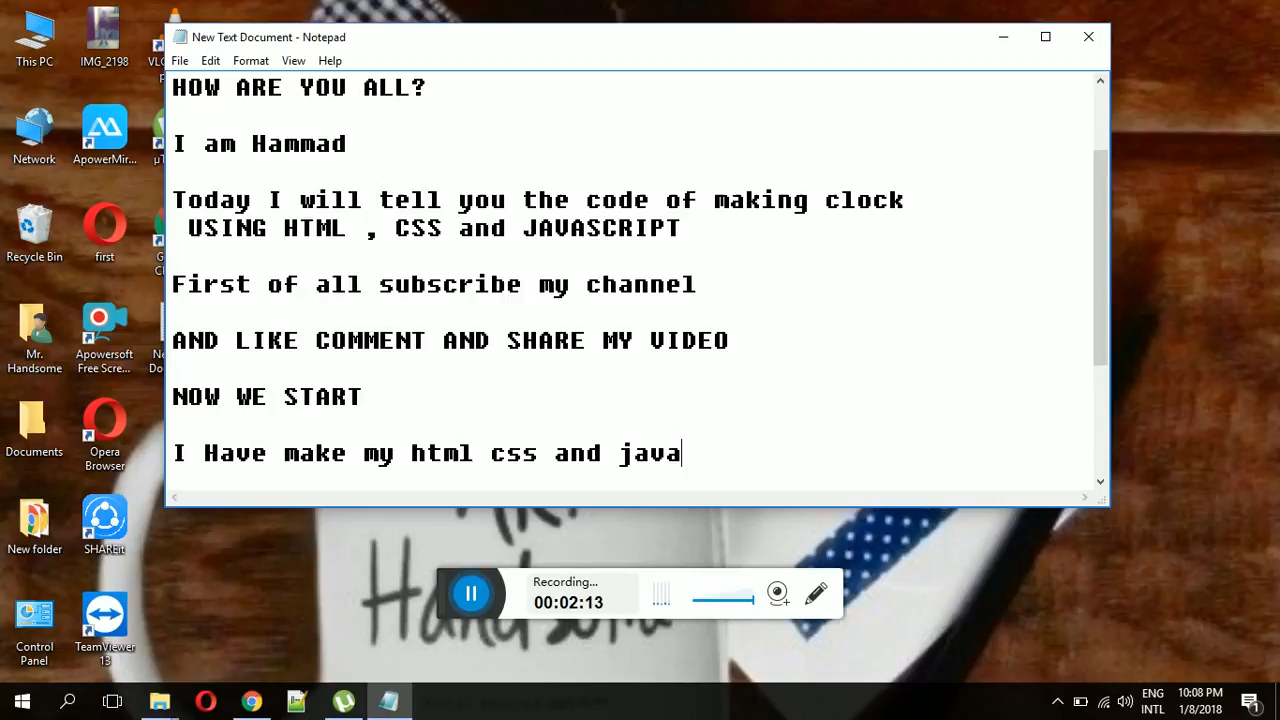 New Text Document - Notepad
File Edit Format View Help
HOW ARE YOU ALL?
I am Hammad
Today I will tell you the code of making clock
USING HTML , CSS and JAVASCRIPT
First of all subscribe my channel
AND LIKE COMMENT AND SHARE MY VIDEO
NOW WE START
I Have make my html css and java
Recording...
00:02:13
This PC
IMG_2198
Network
ApowerMir...
Recycle Bin
first
Mr.
Handsome
Apowersoft
Free Scre...
Documents
Opera
Browser
New folder
SHAREit
Control
Panel
TeamViewer
13
Handsome
ENG
INTL
10:08 PM
1/8/2018
1